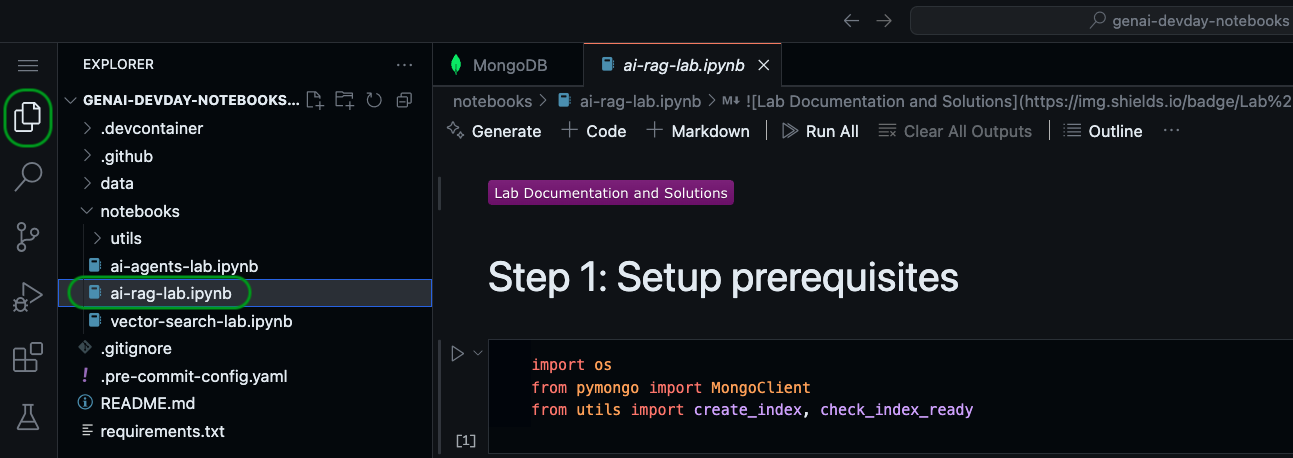 genai-devday-notebooks
EXPLORER
GENAI-DEVDAY-NOTEBOOKS...
.devcontainer
.github
data
notebooks
utils
ai-agents-lab.ipynb
ai-rag-lab.ipynb
vector-search-lab.ipynb
.gitignore
! .pre-commit-config.yaml
README.md
requirements.txt
MongoDB
ai-rag-lab.ipynb
notebooks > ai-rag-lab.ipynb > M↓ ![Lab Documentation and Solutions](https://img.shields.io/badge/Lab%2
Generate + Code + Markdown | Run All Clear All Outputs | Outline ...
Lab Documentation and Solutions
Step 1: Setup prerequisites
import os
from pymongo import MongoClient
from utils import create_index, check_index_ready
[1]